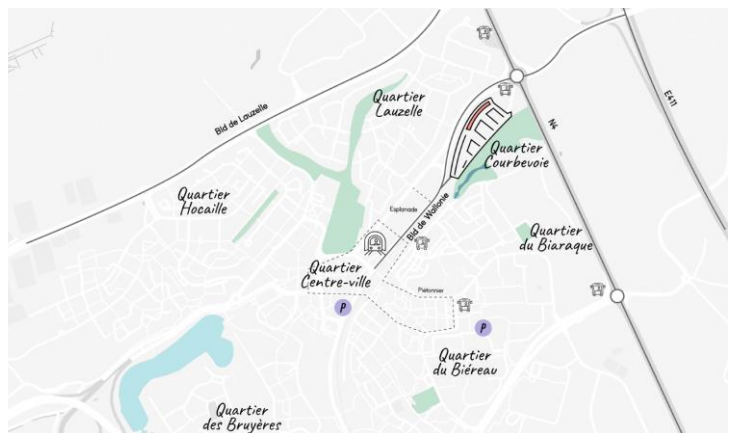 Quartier
Lauzelle
Bld de Lauzelle
E411
N4
Quartier
Courbevoie
Quartier
Hocaille
Esplanade
Bld de Wallonie
Quartier
du Biaraque
Quartier
Centre-ville
Piétonnier
P
P
Quartier
du Biéreau
Quartier
des Bruyères